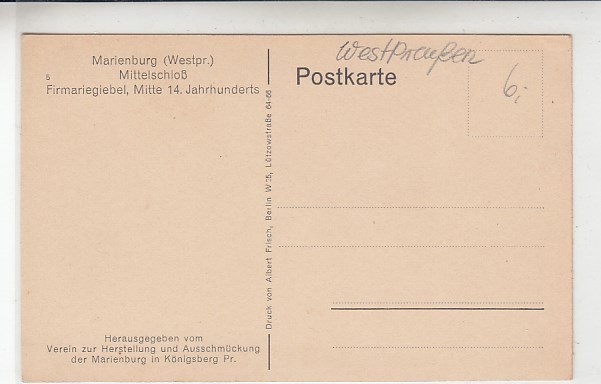 Marienburg (Westpr.)
Mittelschloß
5
Firmariegiebel, Mitte 14. Jahrhunderts
WestPreußen
Postkarte
6,-
Druck von Albert Frisch, Berlin W35, Lützowstraße 64-66
Herausgegeben vom
Verein zur Herstellung und Ausschmückung
der Marienburg in Königsberg Pr.